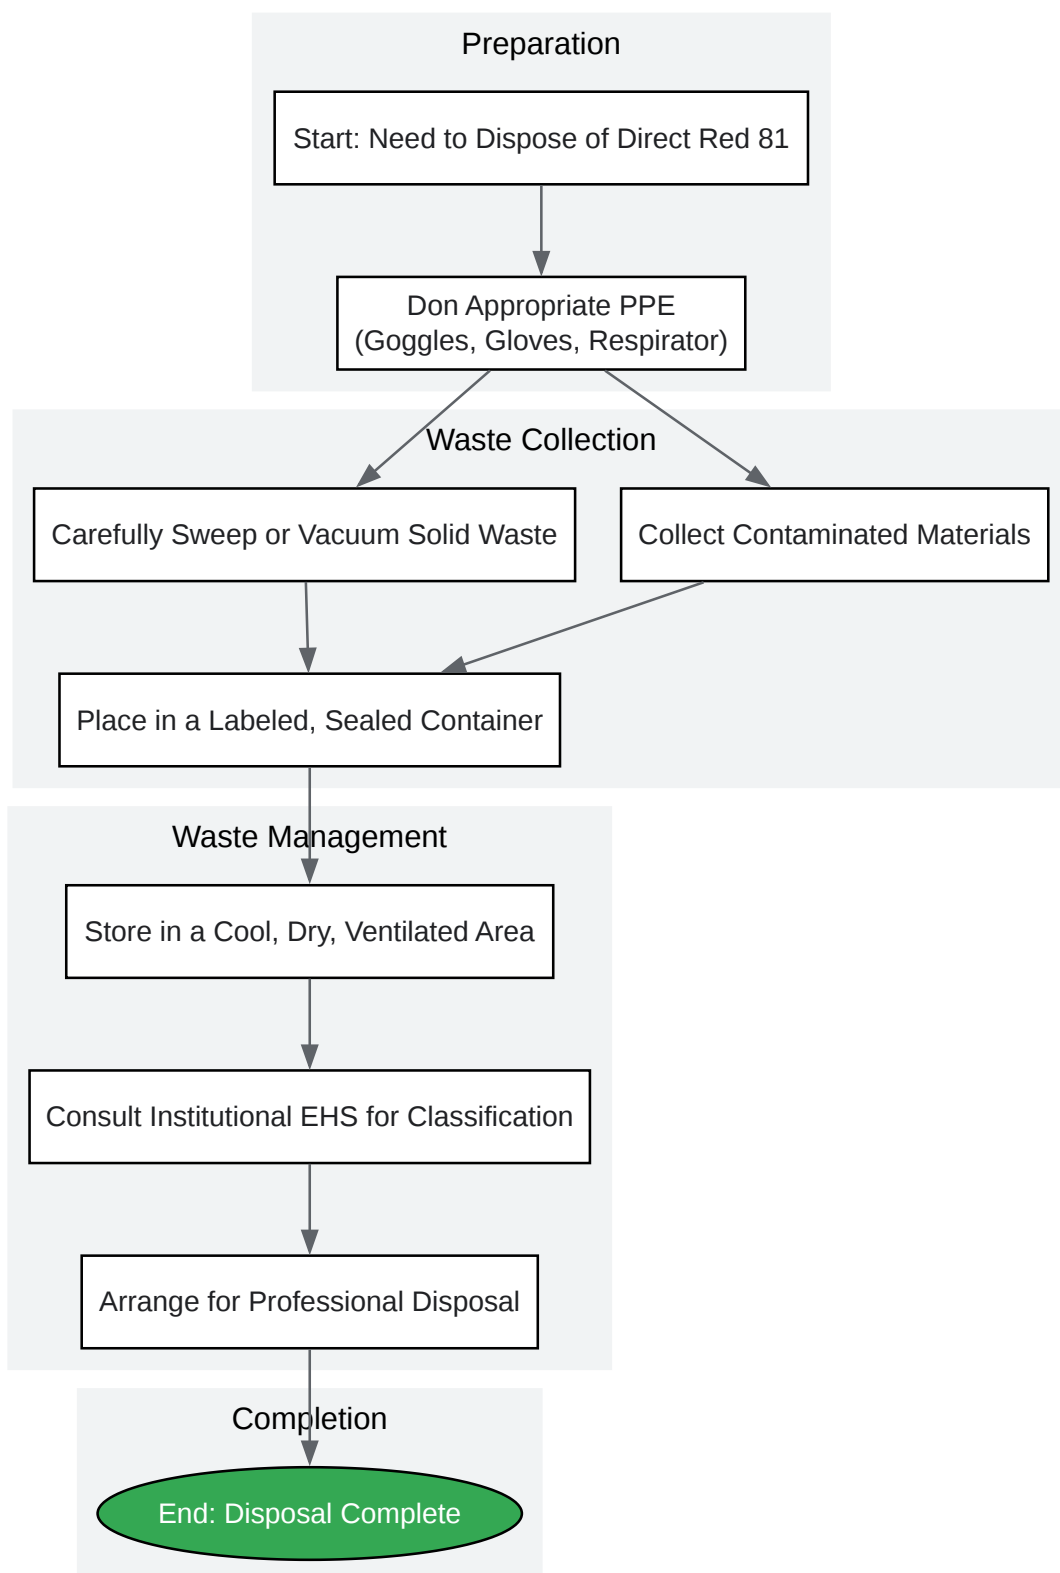 Preparation
Start: Need to Dispose of Direct Red 81
Don Appropriate PPE
(Goggles, Gloves, Respirator)
Waste Collection
Carefully Sweep or Vacuum Solid Waste
Collect Contaminated Materials
Place in a Labeled, Sealed Container
Waste Management
Store in a Cool, Dry, Ventilated Area
Consult Institutional EHS for Classification
Arrange for Professional Disposal
Completion
End: Disposal Complete